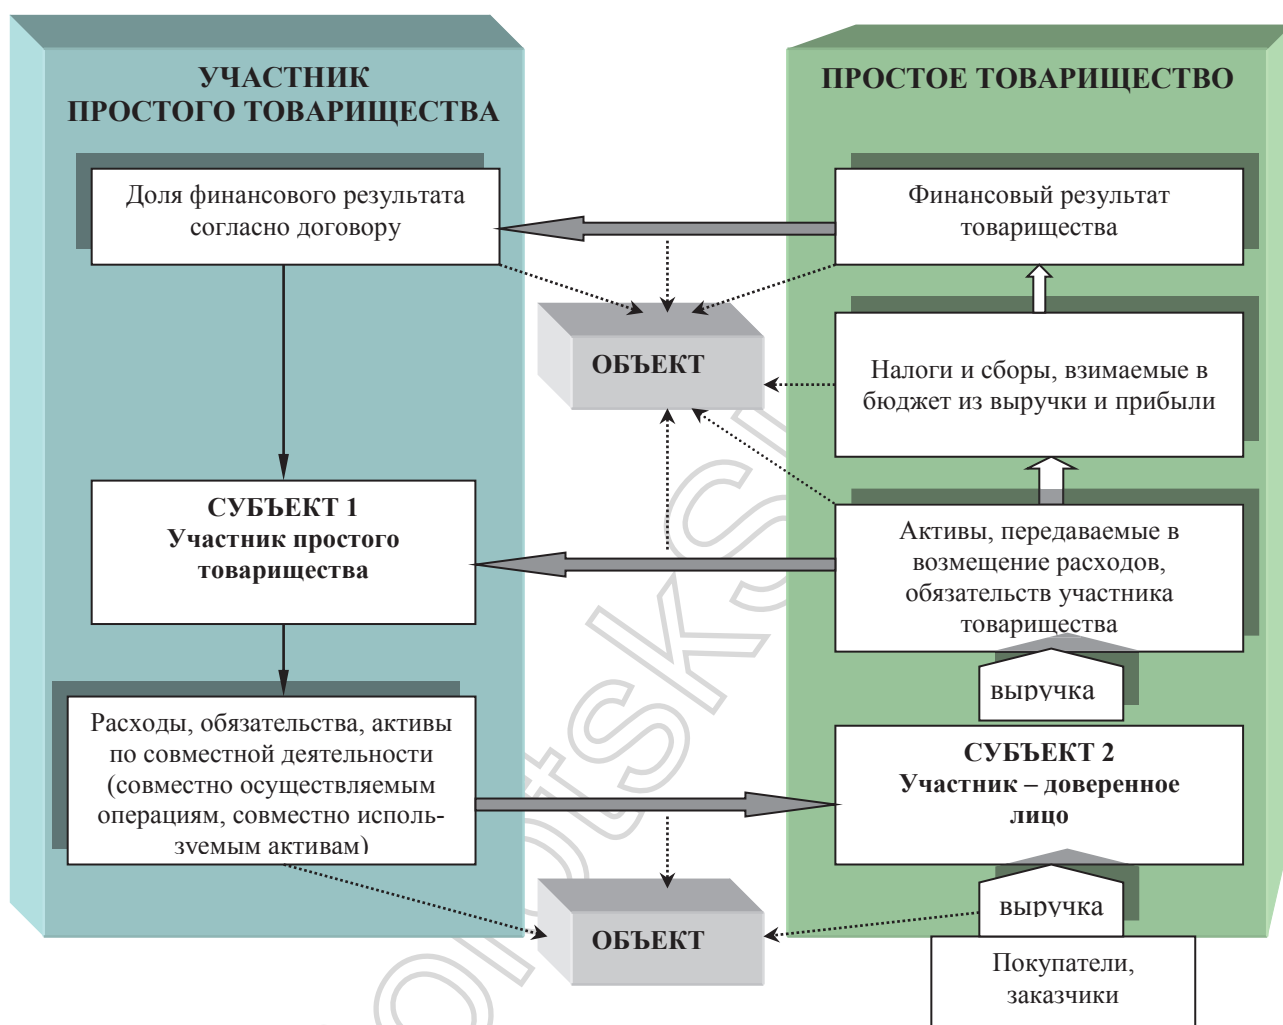 УЧАСТНИК
ПРОСТОГО ТОВАРИЩЕСТВА
Доля финансового результата
согласно договору
СУБЪЕКТ 1
Участник простого
товарищества
Расходы, обязательства, активы
по совместной деятельности
(совместно осуществляемым
операциям, совместно исполь-
зуемым активам)
ОБЪЕКТ
ОБЪЕКТ
ПРОСТОЕ ТОВАРИЩЕСТВО
Финансовый результат
товарищества
Налоги и сборы, взимаемые в
бюджет из выручки и прибыли
Активы, передаваемые в
возмещение расходов,
обязательств участника
товарищества
выручка
СУБЪЕКТ 2
Участник – доверенное
лицо
выручка
Покупатели,
заказчики